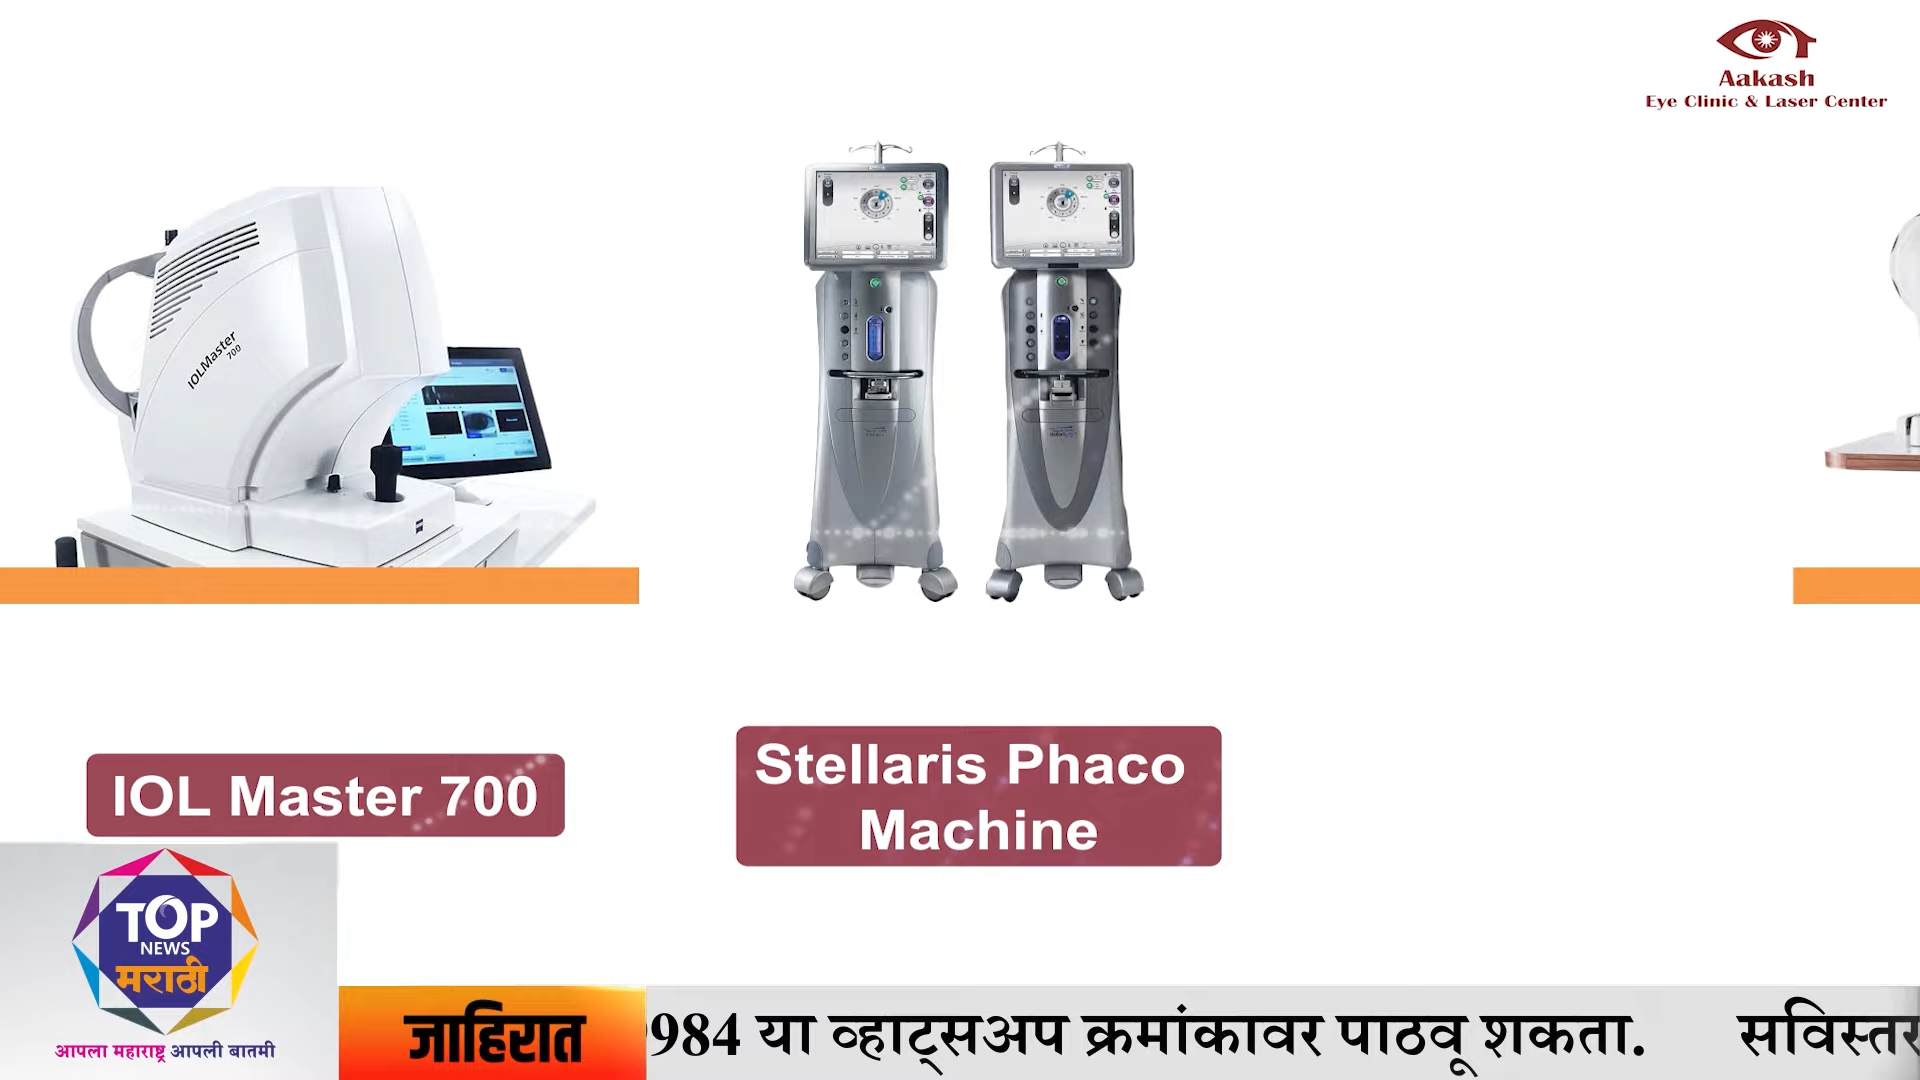 Aakash
Eye Clinic & Laser Center
IOLMaster
700
IOL Master 700
Stellaris Phaco
Machine
TOP
NEWS
मराठी
आपला महाराष्ट्र आपली बातमी
जाहिरात
984 या व्हाट्सअप क्रमांकावर पाठवू शकता. सविस्तर